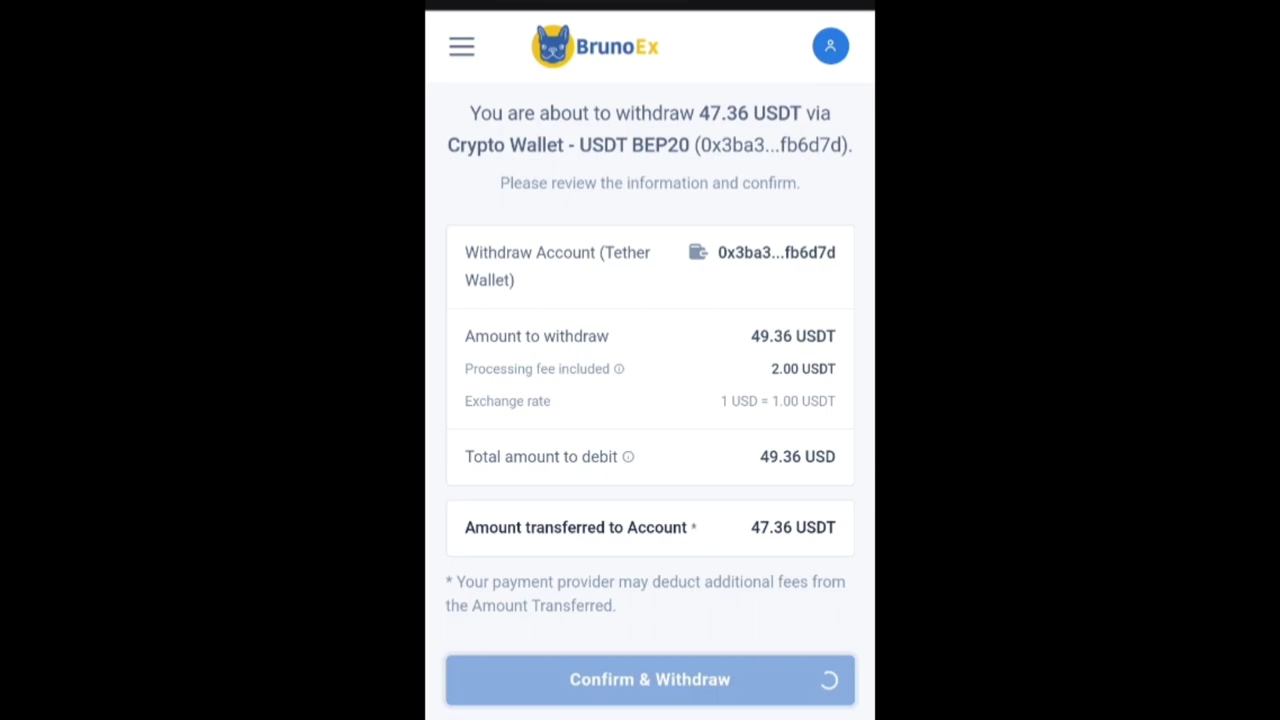 BrunoEx
You are about to withdraw 47.36 USDT via
Crypto Wallet - USDT BEP20 (0x3ba3...fb6d7d).
Please review the information and confirm.
Withdraw Account (Tether Wallet) 0x3ba3...fb6d7d
Amount to withdraw 49.36 USDT
Processing fee included 2.00 USDT
Exchange rate 1 USD = 1.00 USDT
Total amount to debit 49.36 USD
Amount transferred to Account * 47.36 USDT
* Your payment provider may deduct additional fees from
the Amount Transferred.
Confirm & Withdraw